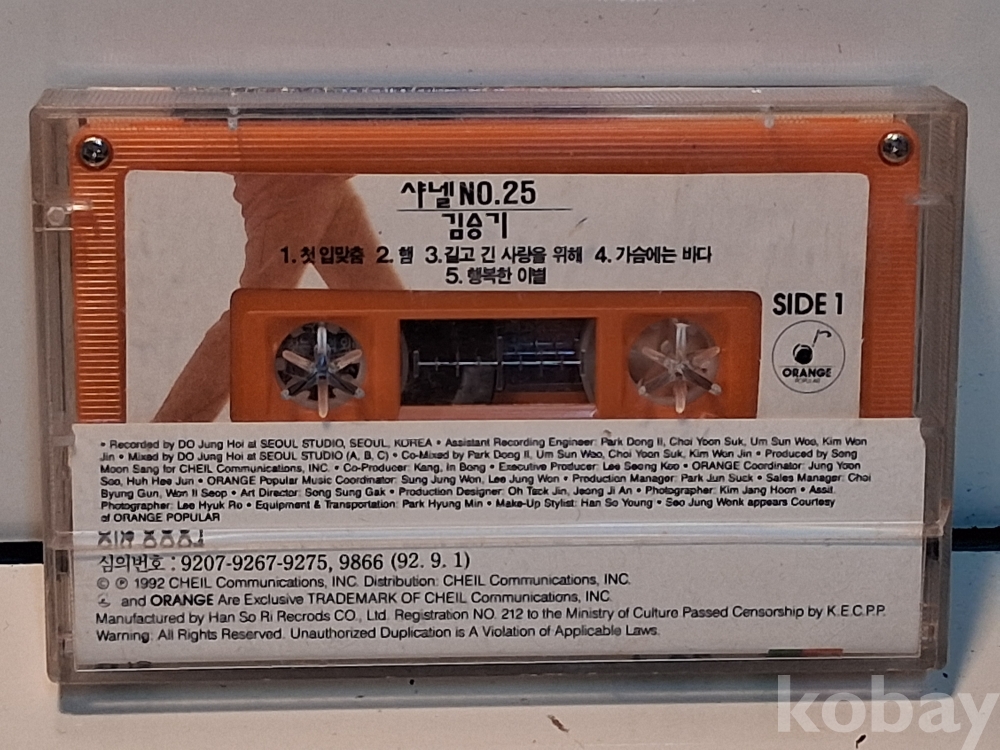 샤넬 NO.25
김승기
1. 첫 입맞춤 2. 햄 3. 길고 긴 사랑을 위해 4. 가슴에는 바다
5. 행복한 이별
SIDE 1
ORANGE
POPULAR
• Recorded by DO Jung Hoi at SEOUL STUDIO, SEOUL, KOREA • Assistant Recording Engineer: Park Dong Il, Choi Yoon Suk, Um Sun Woo, Kim Won
Jin • Mixed by DO Jung Hoi at SEOUL STUDIO (A, B, C) • Co-Mixed by Park Dong Il, Um Sun Woo, Choi Yoon Suk, Kim Won Jin • Produced by Song
Moon Sang for CHEIL Communications, INC. • Co-Producer: Kang, In Bong • Executive Producer: Lee Seong Koo • ORANGE Coordinator: Jung Yoon
Soo, Huh Hee Jun • ORANGE Popular Music Coordinator: Sung Jung Won, Lee Jung Won • Production Manager: Park Jun Suck • Sales Manager: Choi
Byung Gun, Won Il Seop • Art Director: Song Sung Gak • Production Designer: Oh Tack Jin, Jeong Ji An • Photographer: Kim Jang Hoon • Assit.
Photographer: Lee Hyuk Ro • Equipment & Transportation: Park Hyung Min • Make-Up Stylist: Han So Young • Seo Jung Wonk appears Courtesy
of ORANGE POPULAR
심의번호 : 9207-9267-9275, 9866 (92. 9. 1)
© ℗ 1992 CHEIL Communications, INC. Distribution: CHEIL Communications, INC.
and ORANGE Are Exclusive TRADEMARK OF CHEIL Communications, INC.
Manufactured by Han So Ri Recrods CO., Ltd. Registration NO. 212 to the Ministry of Culture Passed Censorship by K.E.C.P.P.
Warning: All Rights Reserved. Unauthorized Duplication is A Violation of Applicable Laws.
kobay